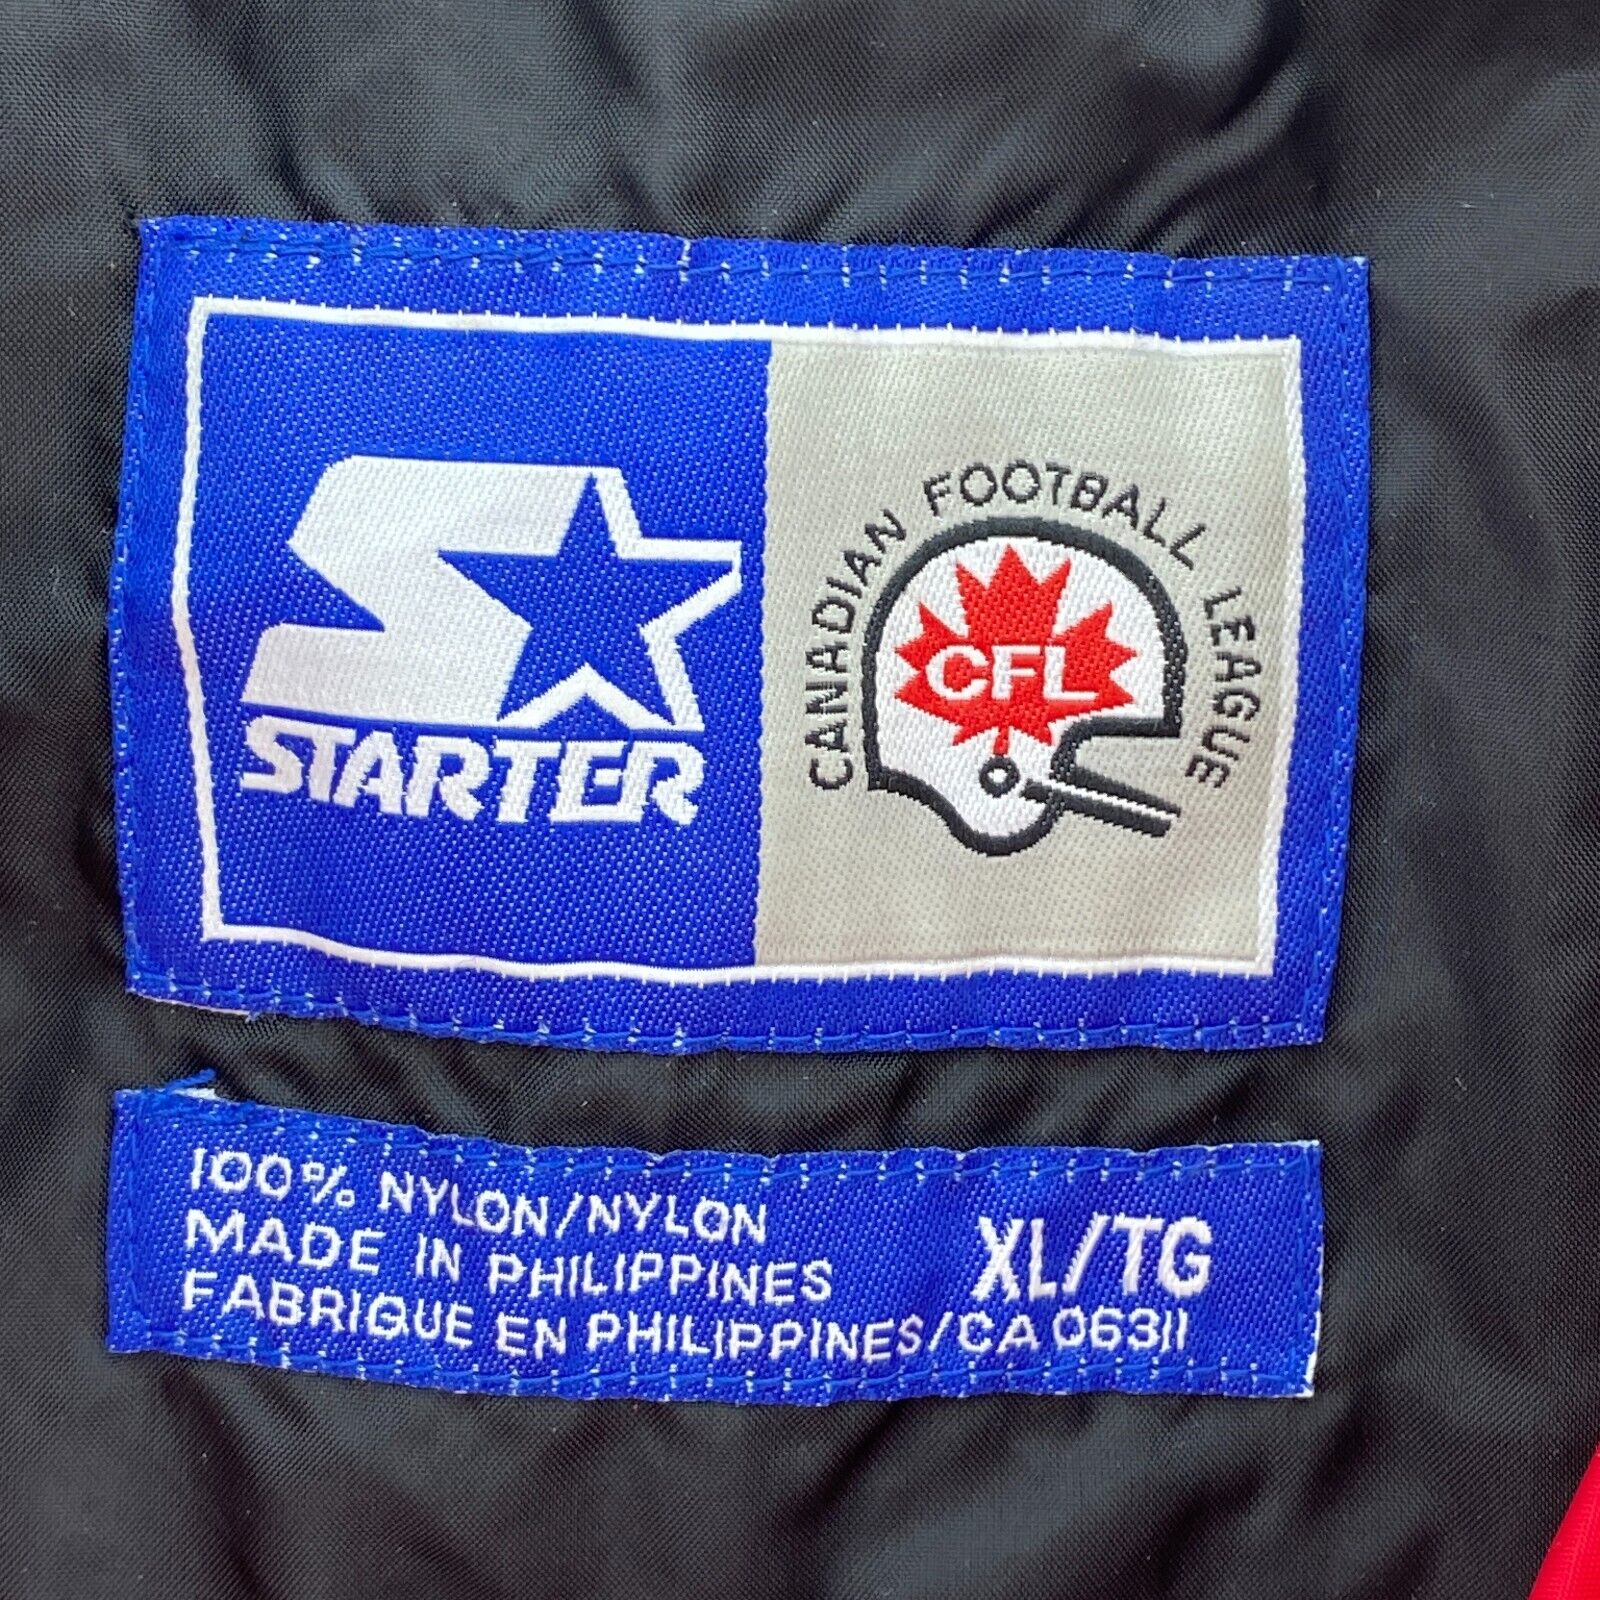 STARTER
CANADIAN FOOTBALL LEAGUE
CFL
100% NYLON/NYLON
MADE IN PHILIPPINES XL/TG
FABRIQUE EN PHILIPPINES/CA 06311